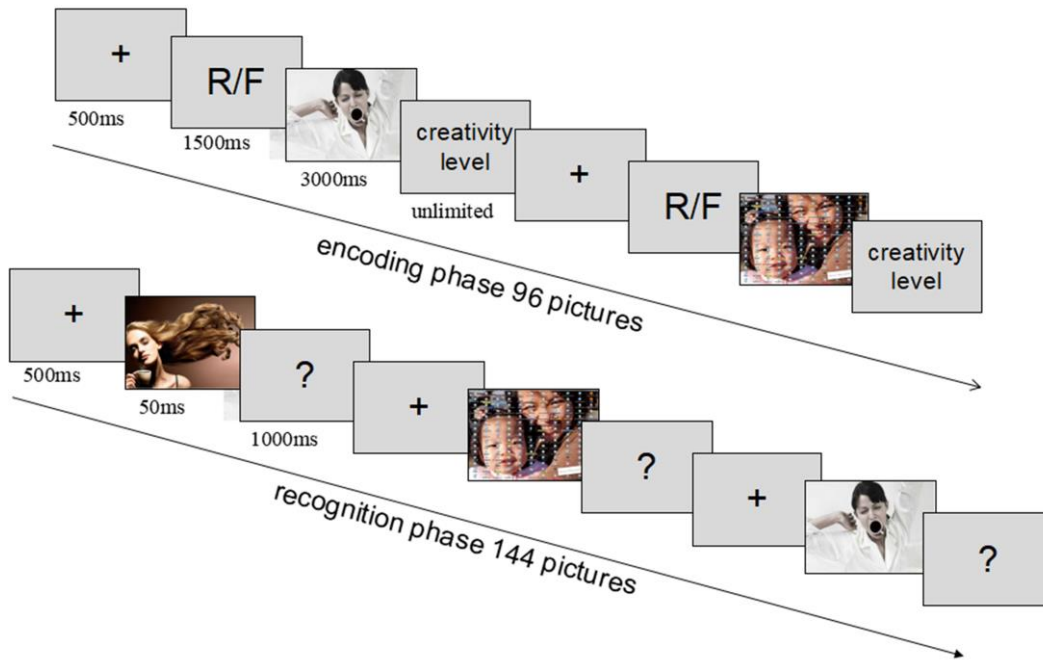 +
500ms
R/F
1500ms
3000ms
creativity
level
unlimited
+
R/F
creativity
level
encoding phase 96 pictures
+
500ms
50ms
?
1000ms
+
?
+
?
recognition phase 144 pictures